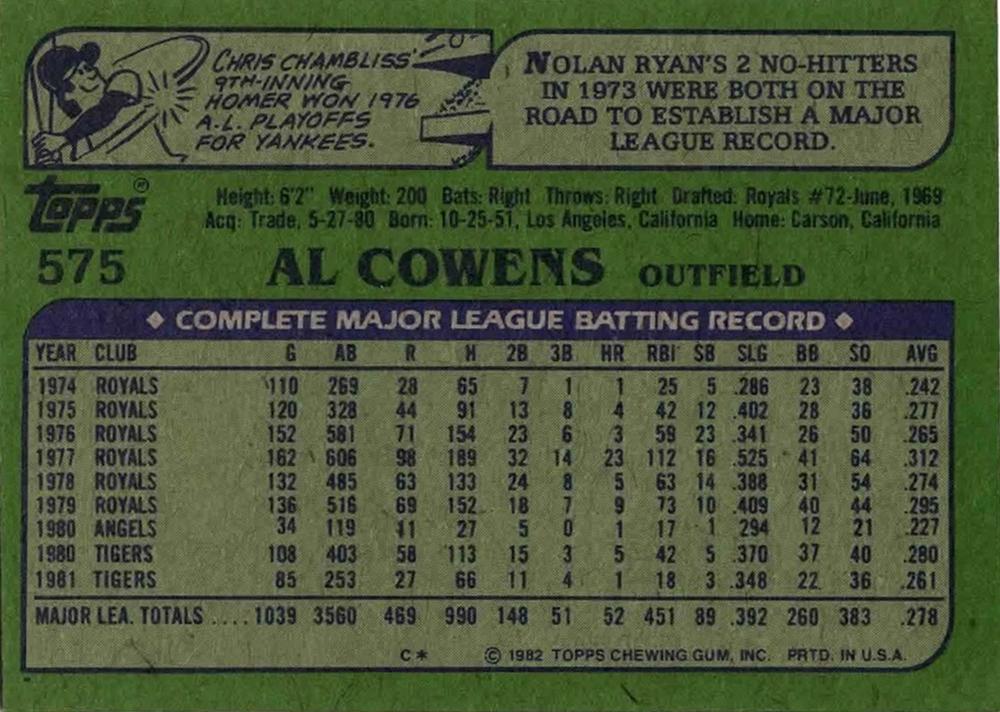 CHRIS CHAMBLISS'
9TH-INNING
HOMER WON 1976
A.L. PLAYOFFS
FOR YANKEES.
NOLAN RYAN'S 2 NO-HITTERS
IN 1973 WERE BOTH ON THE
ROAD TO ESTABLISH A MAJOR
LEAGUE RECORD.
Topps®
Height: 6'2" Weight: 200 Bats: Right Throws: Right Drafted: Royals #72-June, 1969
Acq: Trade, 5-27-80 Born: 10-25-51, Los Angeles, California Home: Carson, California
575 AL COWENS OUTFIELD
◆ COMPLETE MAJOR LEAGUE BATTING RECORD ◆
YEAR CLUB G AB R H 2B 3B HR RBI SB SLG BB SO AVG
1974 ROYALS 110 269 28 65 7 1 1 25 5 .286 23 38 .242
1975 ROYALS 120 328 44 91 13 8 4 42 12 .402 28 36 .277
1976 ROYALS 152 581 71 154 23 6 3 59 23 .341 26 50 .265
1977 ROYALS 162 606 98 189 32 14 23 112 16 .525 41 64 .312
1978 ROYALS 132 485 63 133 24 8 5 63 14 .388 31 54 .274
1979 ROYALS 136 516 69 152 18 7 9 73 10 .409 40 44 .295
1980 ANGELS 34 119 11 27 5 0 1 17 1 .294 12 21 .227
1980 TIGERS 108 403 58 113 15 3 5 42 5 .370 37 40 .280
1981 TIGERS 85 253 27 66 11 4 1 18 3 .348 22 36 .261
MAJOR LEA. TOTALS ....1039 3560 469 990 148 51 52 451 89 .392 260 383 .278
C* © 1982 TOPPS CHEWING GUM, INC. PRTD. IN U.S.A.